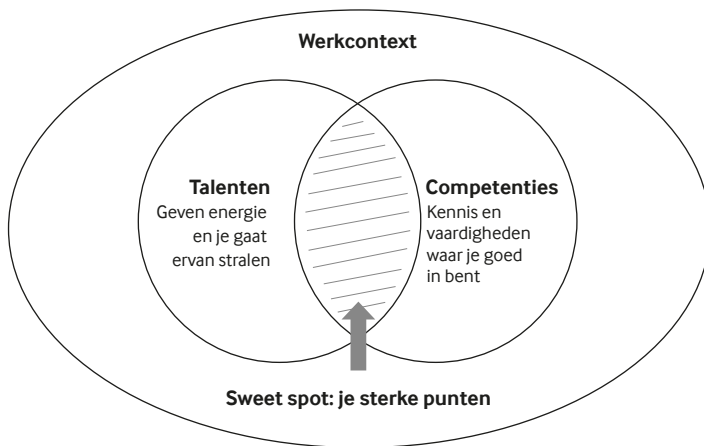 Werkcontext
Talenten
Geven energie
en je gaat
ervan stralen
Competenties
Kennis en
vaardigheden
waar je goed
in bent
Sweet spot: je sterke punten